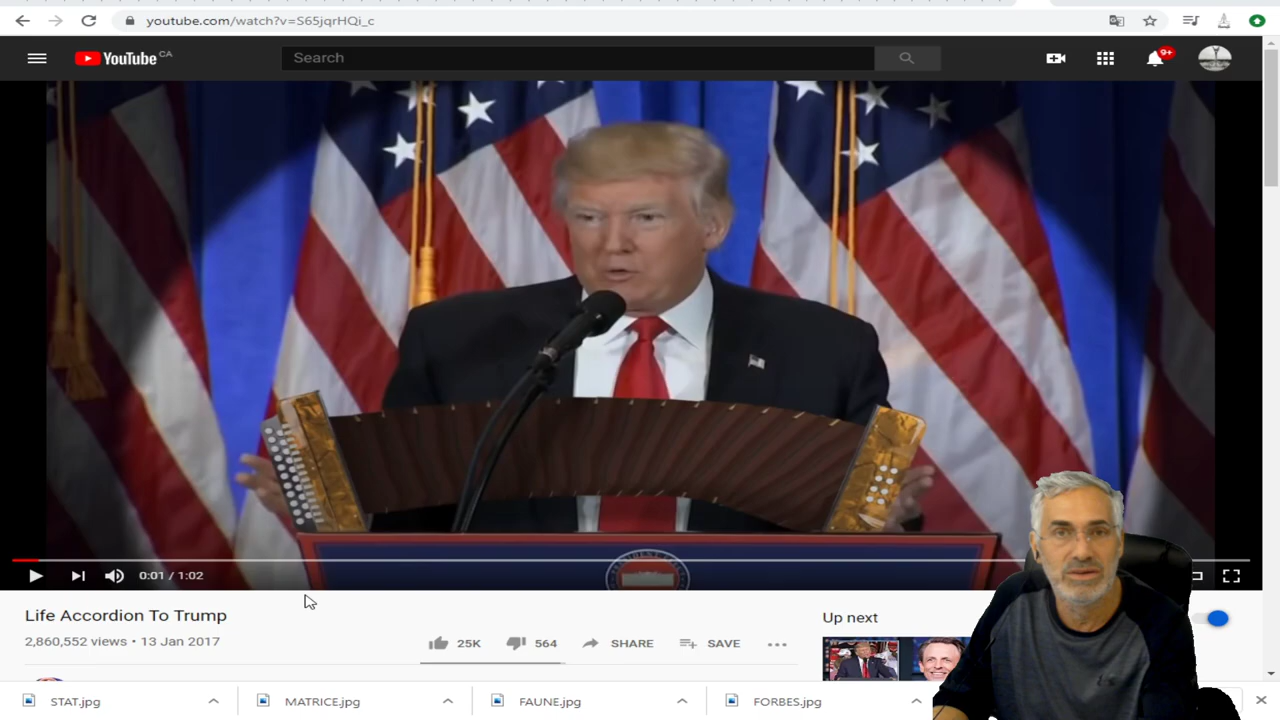 youtube.com/watch?v=S65jqrHQi_c
YouTube CA
Search
9+
0:01 / 1:02
Life Accordion To Trump
2,860,552 views • 13 Jan 2017
25K
564
SHARE
SAVE
Up next
STAT.jpg
MATRICE.jpg
FAUNE.jpg
FORBES.jpg